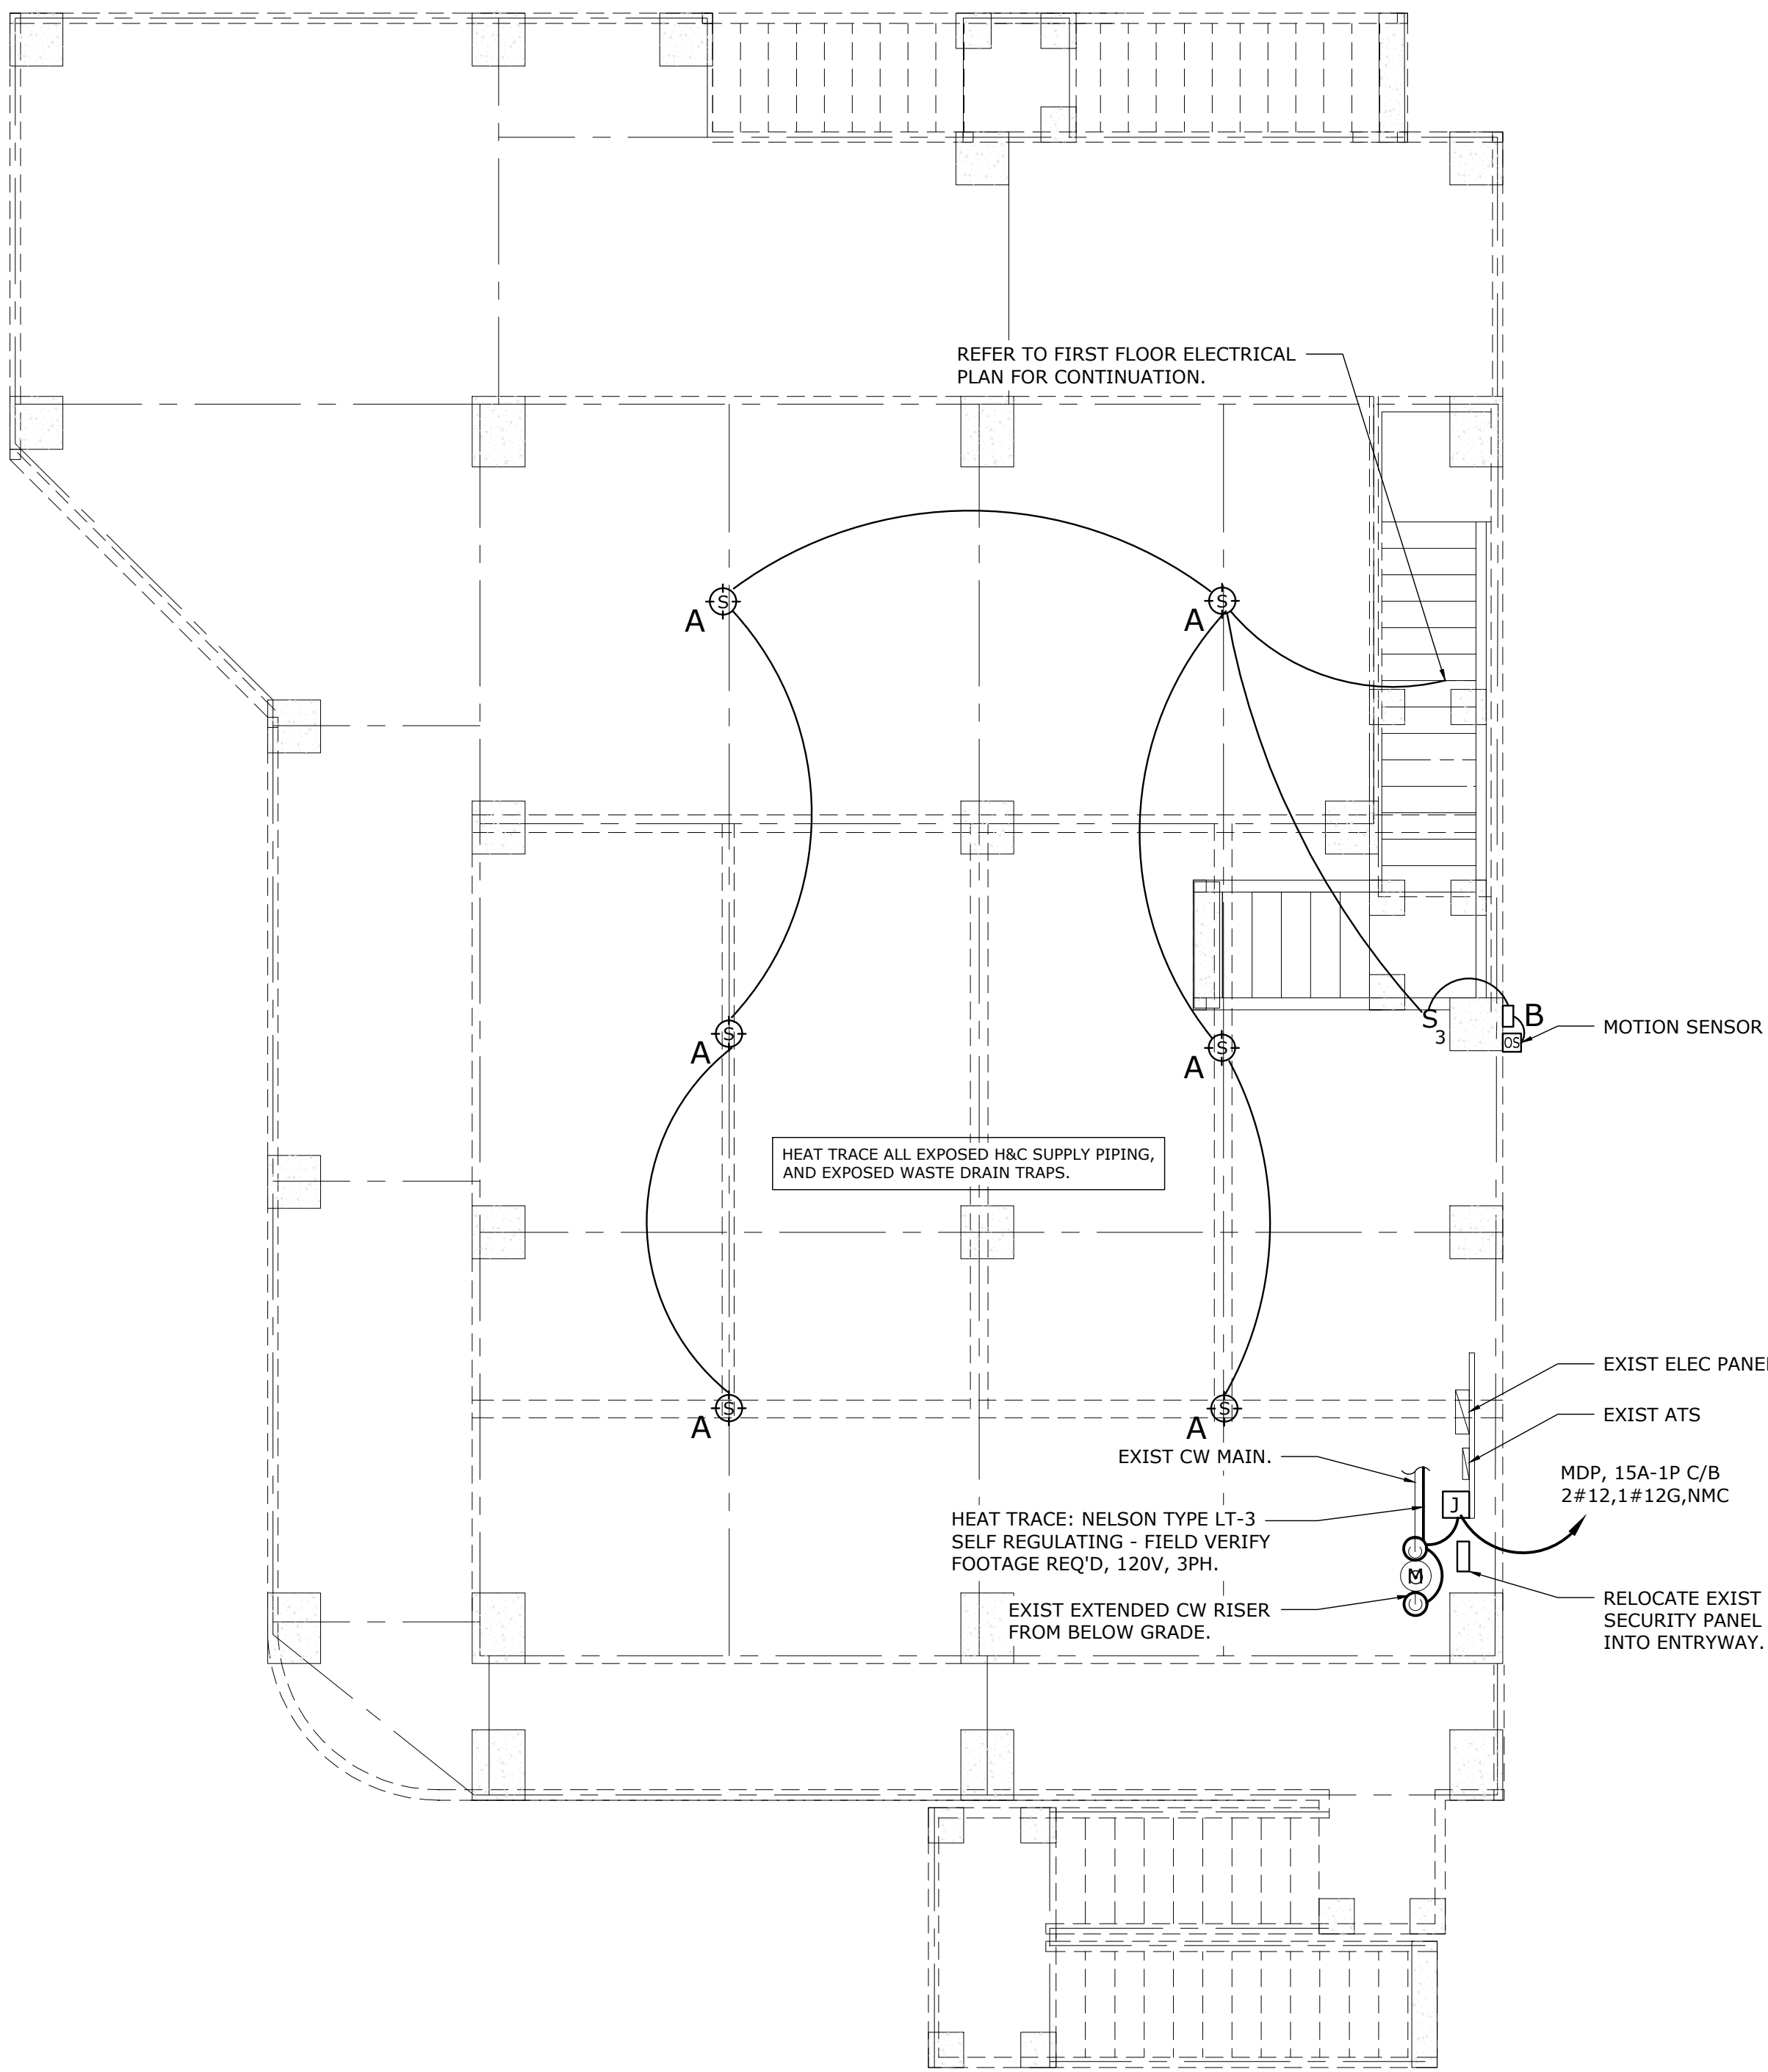 REFER TO FIRST FLOOR ELECTRICAL
PLAN FOR CONTINUATION.
S
A
S
A
S
A
S
A
S
3
B
OS
MOTION SENSOR
HEAT TRACE ALL EXPOSED H&C SUPPLY PIPING,
AND EXPOSED WASTE DRAIN TRAPS.
EXIST ELEC PANEL
S
A
S
A
EXIST ATS
EXIST CW MAIN.
MDP, 15A-1P C/B
2#12,1#12G,NMC
J
HEAT TRACE: NELSON TYPE LT-3
SELF REGULATING - FIELD VERIFY
FOOTAGE REQ'D, 120V, 3PH.
M
EXIST EXTENDED CW RISER
FROM BELOW GRADE.
RELOCATE EXIST
SECURITY PANEL
INTO ENTRYWAY.